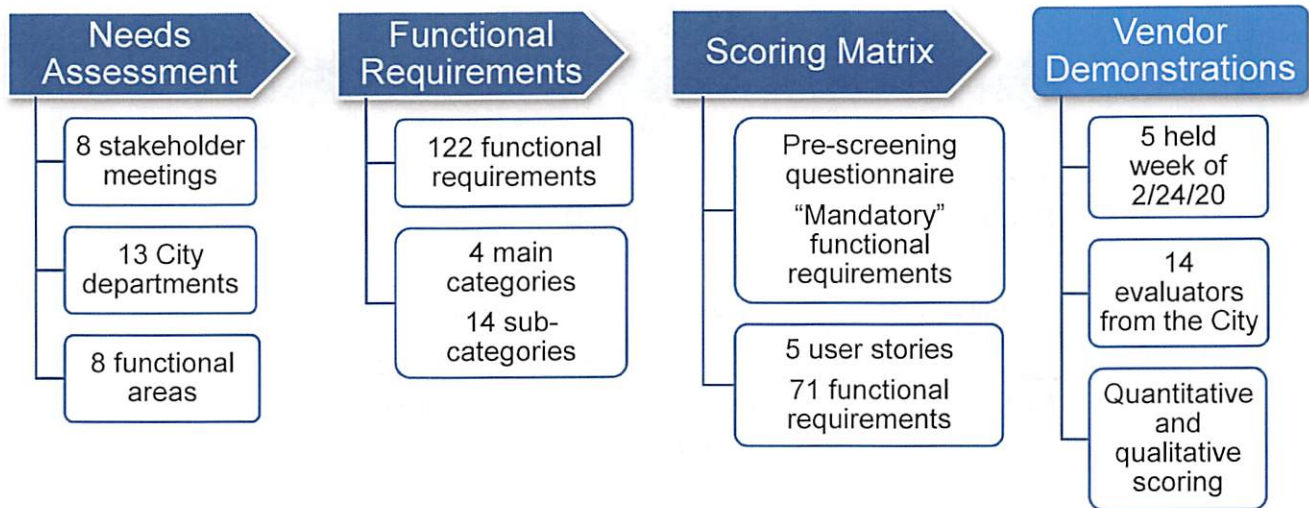 Needs
Assessment
8 stakeholder
meetings
13 City
departments
8 functional
areas
Functional
Requirements
122 functional
requirements
4 main
categories
14 sub-
categories
Scoring Matrix
Pre-screening
questionnaire
“Mandatory”
functional
requirements
5 user stories
71 functional
requirements
Vendor
Demonstrations
5 held
week of
2/24/20
14
evaluators
from the City
Quantitative
and
qualitative
scoring